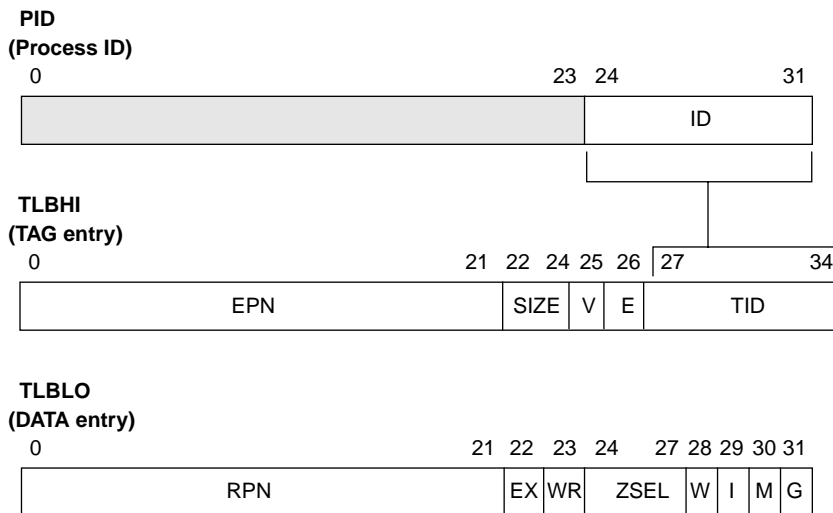 PID
(Process ID)
0 23 24 31
ID
TLBHI
(TAG entry)
0 21 22 24 25 26 27 34
EPN SIZE V E TID
TLBLO
(DATA entry)
0 21 22 23 24 27 28 29 30 31
RPN EX WR ZSEL W I M G